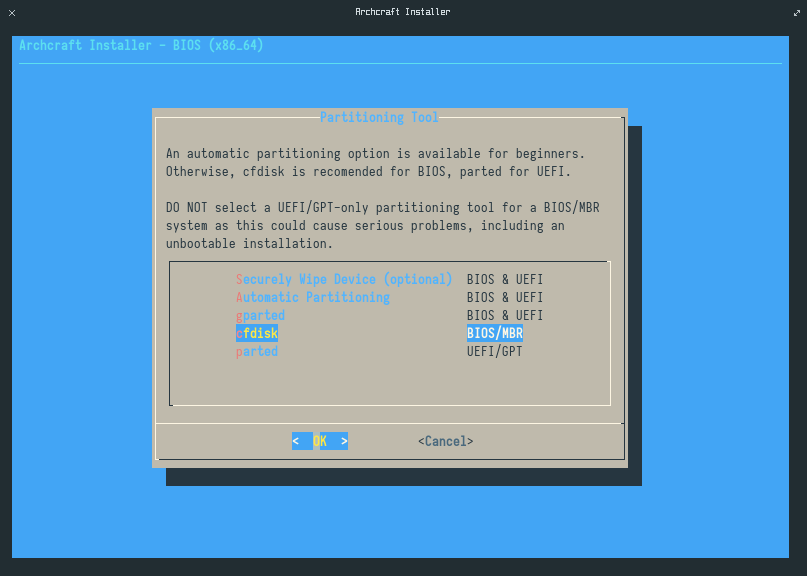 Archcraft Installer
Archcraft Installer - BIOS (x86_64)
Partitioning Tool
An automatic partitioning option is available for beginners.
Otherwise, cfdisk is recomended for BIOS, parted for UEFI.
DO NOT select a UEFI/GPT-only partitioning tool for a BIOS/MBR
system as this could cause serious problems, including an
unbootable installation.
Securely Wipe Device (optional) BIOS & UEFI
Automatic Partitioning BIOS & UEFI
gparted BIOS & UEFI
cfdisk BIOS/MBR
parted UEFI/GPT
< OK > <Cancel>